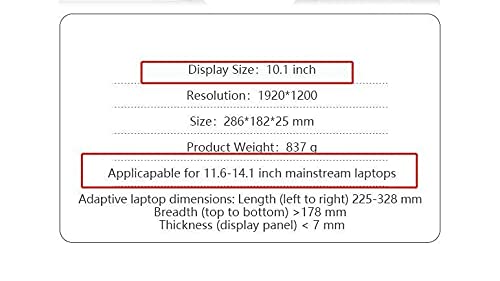 Display Size: 10.1 inch
Resolution: 1920*1200
Size: 286*182*25 mm
Product Weight: 837 g
Applicapable for 11.6-14.1 inch mainstream laptops
Adaptive laptop dimensions: Length (left to right) 225-328 mm
Breadth (top to bottom) >178 mm
Thickness (display panel) < 7 mm